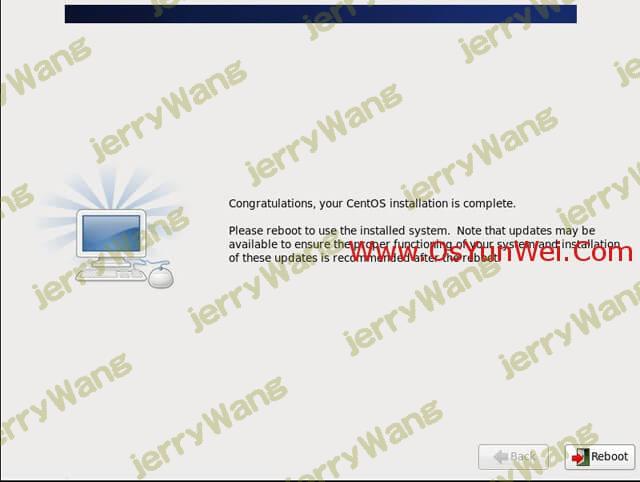 Congratulations, your CentOS installation is complete.
Please reboot to use the installed system. Note that updates may be
available to ensure the proper functioning of your system and installation
of these updates is recommended after the reboot.
Www.OsYunWei.Com
Back
Reboot
jerryWang
jerryWang
jerryWang
jerryWang
jerryWang
jerryWang
jerryWang
jerryWang
jerryWang
jerryWang
jerryWang
jerryWang
jerryWang